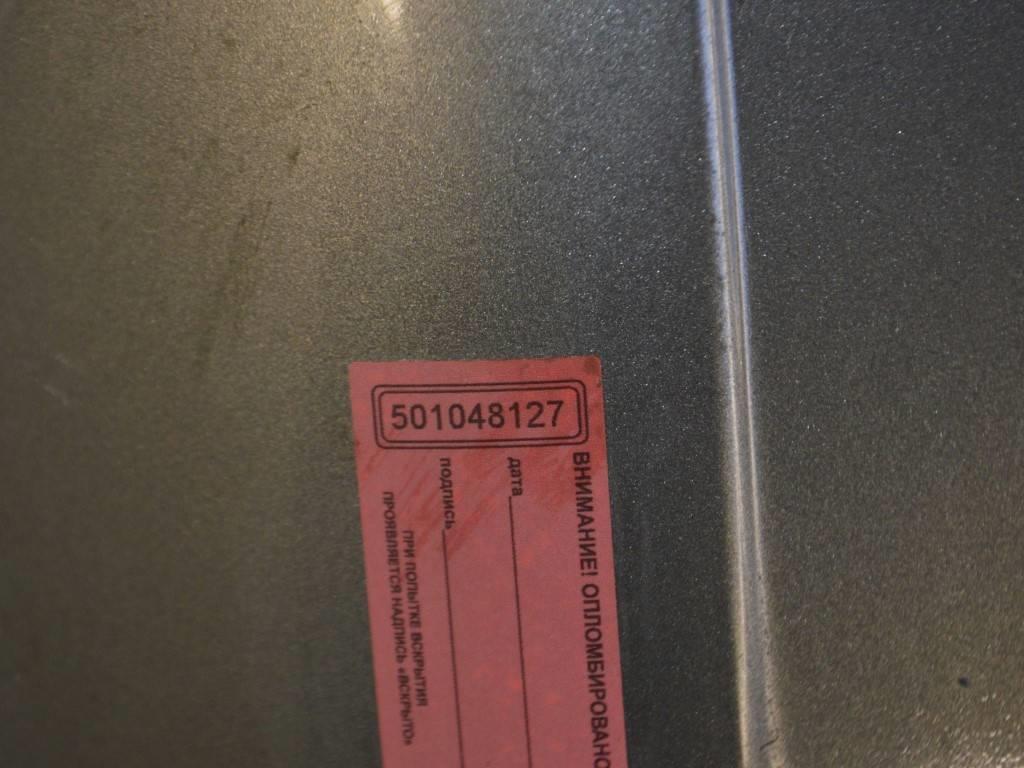 501048127
ВНИМАНИЕ! ОПЛОМБИРОВАНО
дата
подпись
ПРИ ПОПЫТКЕ ВСКРЫТИЯ
ПРОЯВЛЯЕТСЯ НАДПИСЬ «ВСКРЫТО»